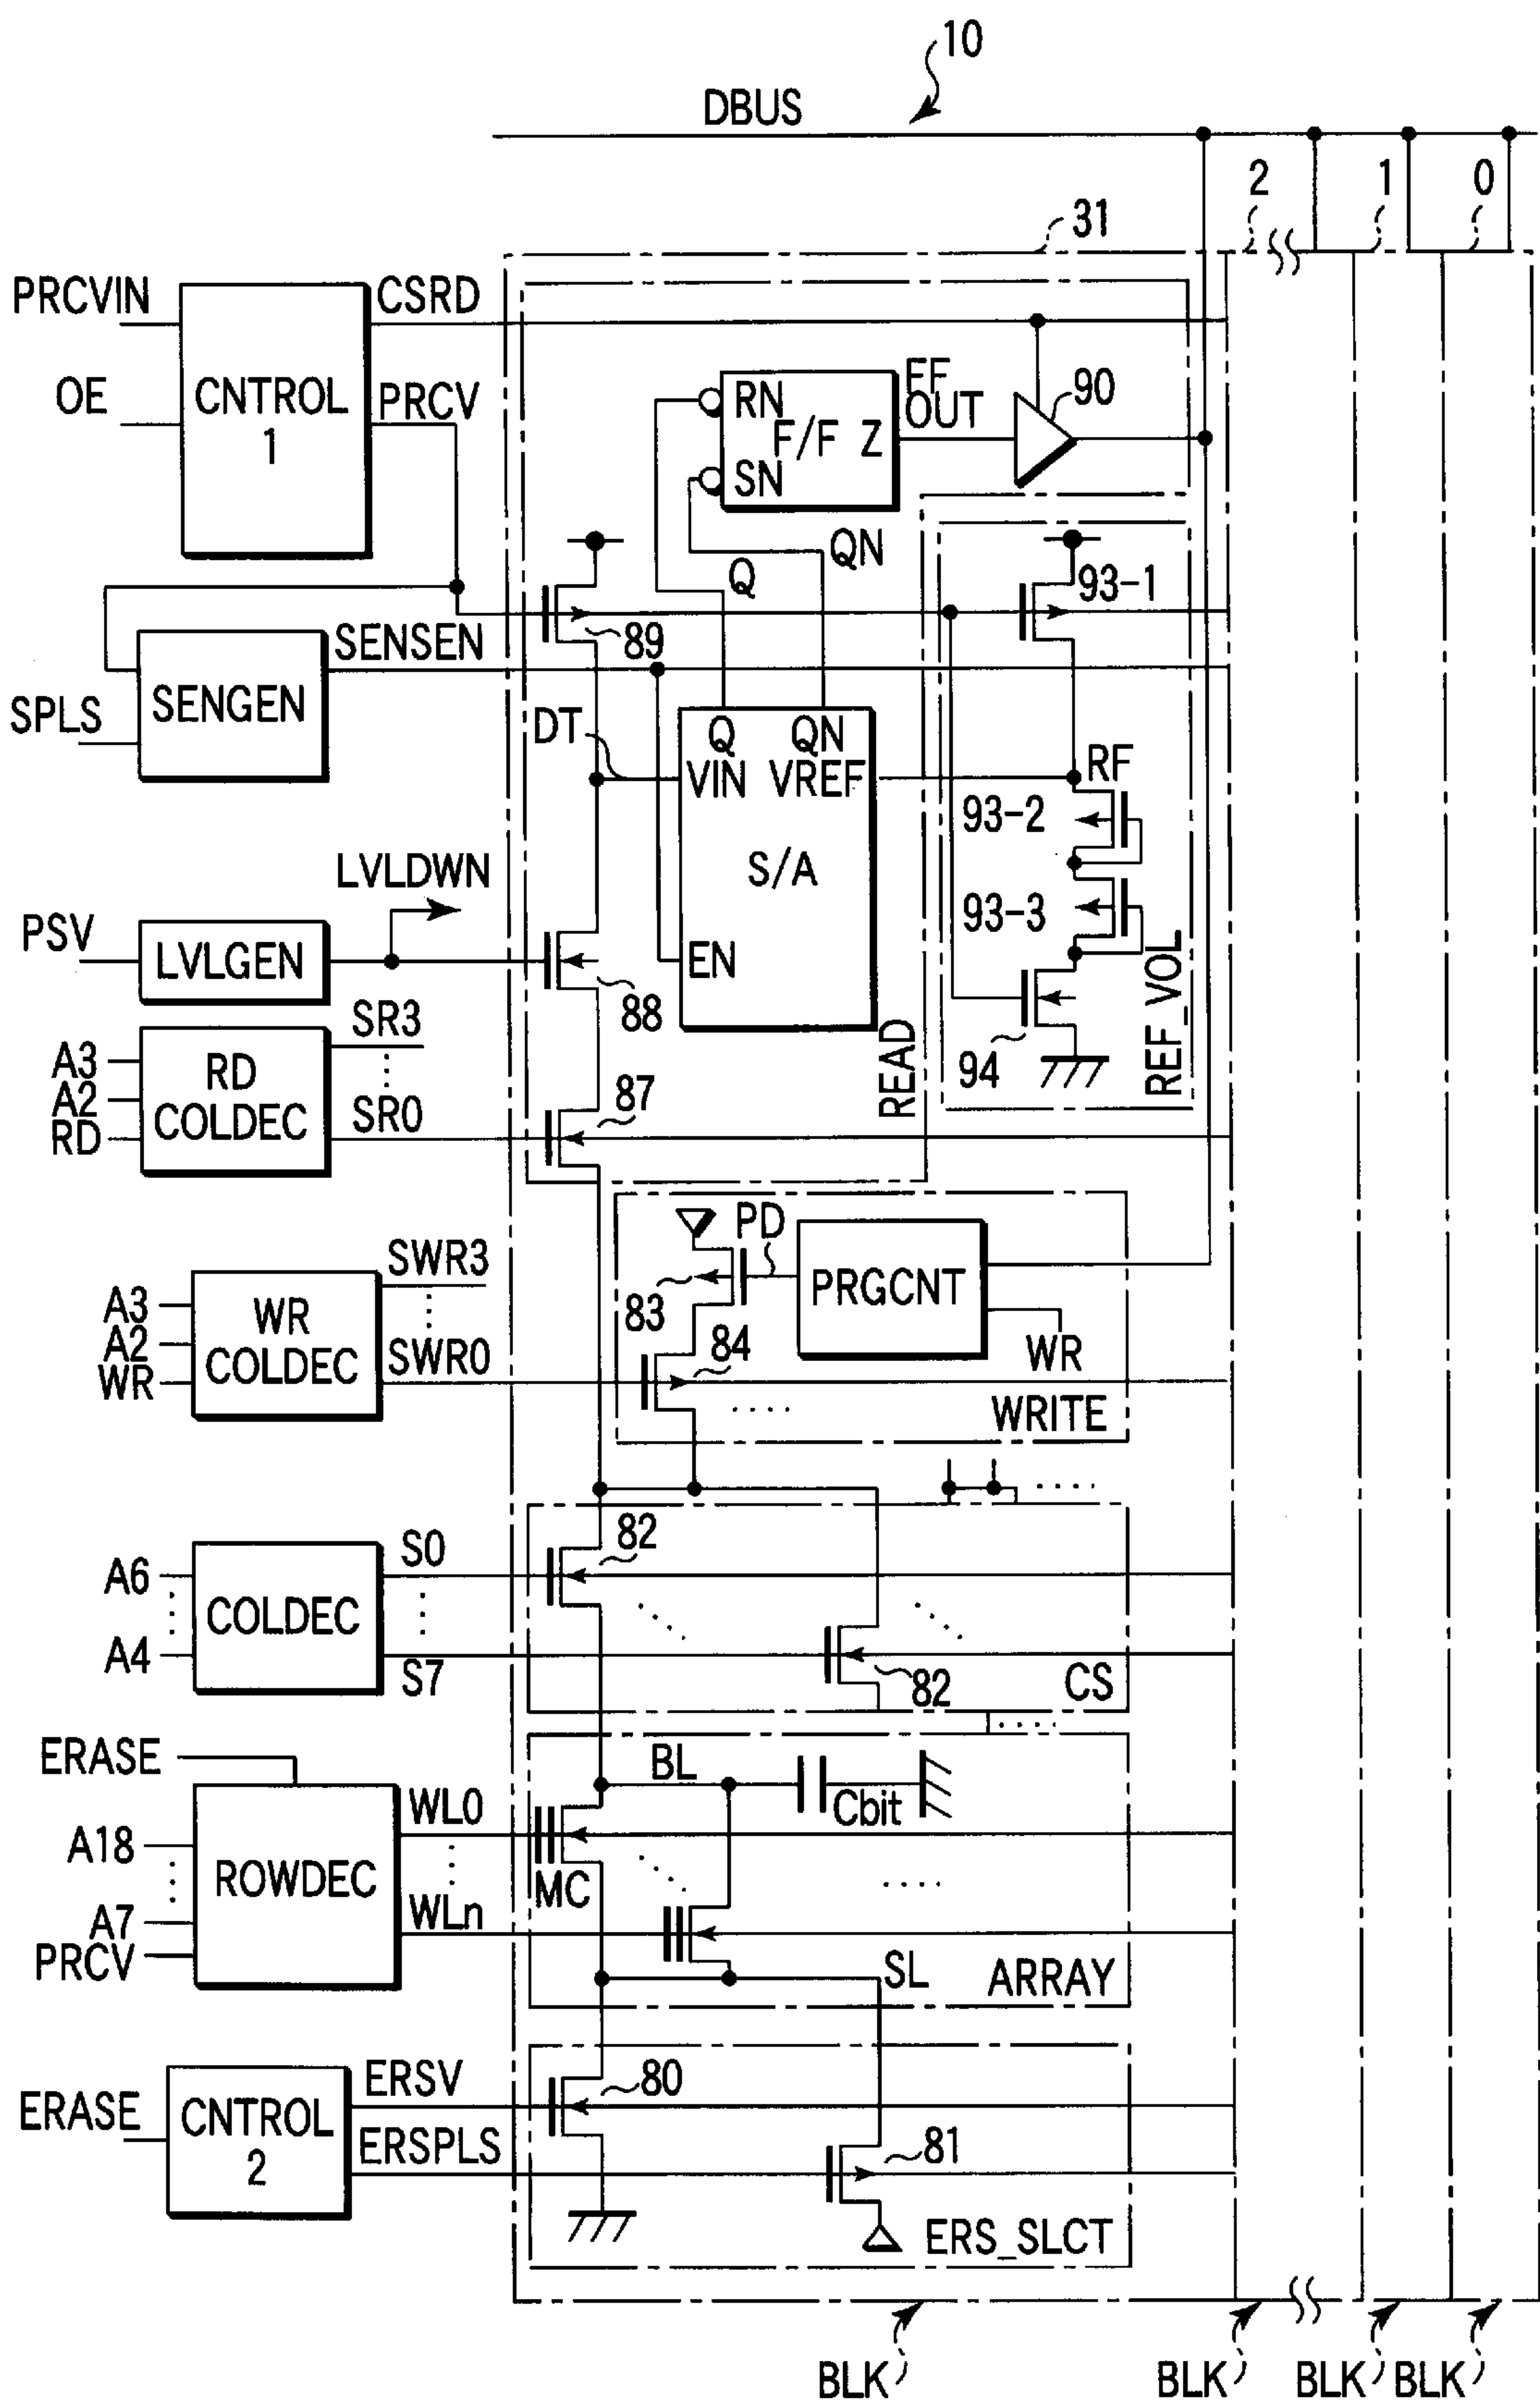 10
DBUS
2
1
0
31
PRCVIN
CSRD
OE
CNTROL
1
PRCV
RN
F/F Z
SN
FF
OUT
90
Q
QN
93-1
89
SENSEN
SENGEN
SPLS
DT
Q QN
VIN VREF
S/A
EN
RF
93-2
93-3
LVLDWN
PSV
LVLGEN
88
READ
94
REF_VOL
SR3
A3
A2
RD
RD
COLDEC
SR0
87
PD
PRGCNT
SWR3
A3
A2
WR
WR
COLDEC
SWR0
83
84
WR
WRITE
A6
A4
COLDEC
S0
S7
82
82
CS
ERASE
BL
Cbit
WL0
A18
A7
PRCV
ROWDEC
MC
WLn
SL
ARRAY
ERASE
CNTROL
2
ERSV
ERSPLS
80
81
ERS_SLCT
BLK
BLK
BLK
BLK